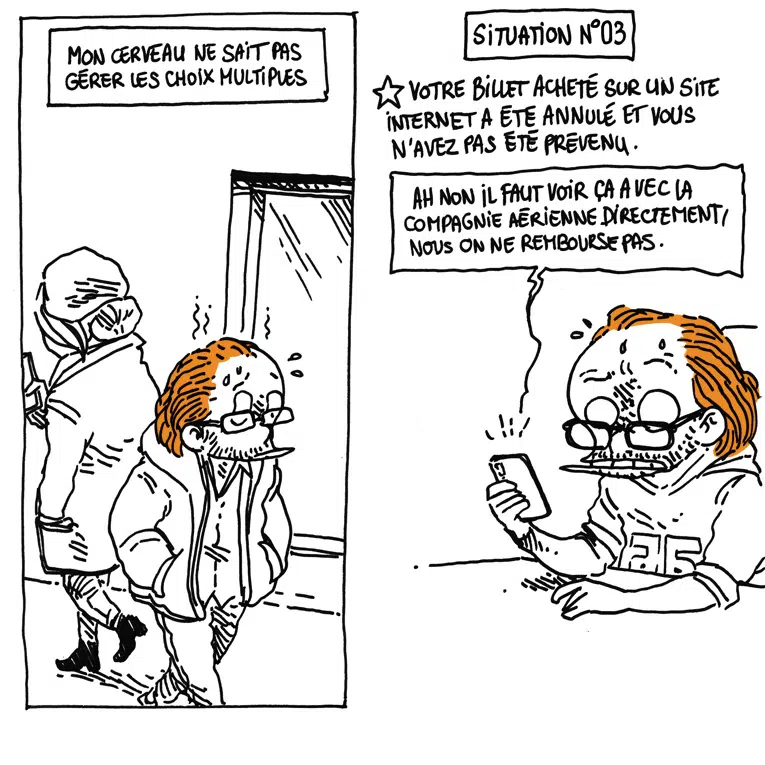 MON CERVEAU NE SAIT PAS
GÉRER LES CHOIX MULTIPLES
SITUATION N°03
VOTRE BILLET ACHETÉ SUR UN SITE
INTERNET A ÉTÉ ANNULÉ ET VOUS
N'AVEZ PAS ÉTÉ PRÉVENU.
AH NON IL FAUT VOIR ÇA AVEC LA
COMPAGNIE AÉRIENNE DIRECTEMENT,
NOUS ON NE REMBOURSE PAS.
25